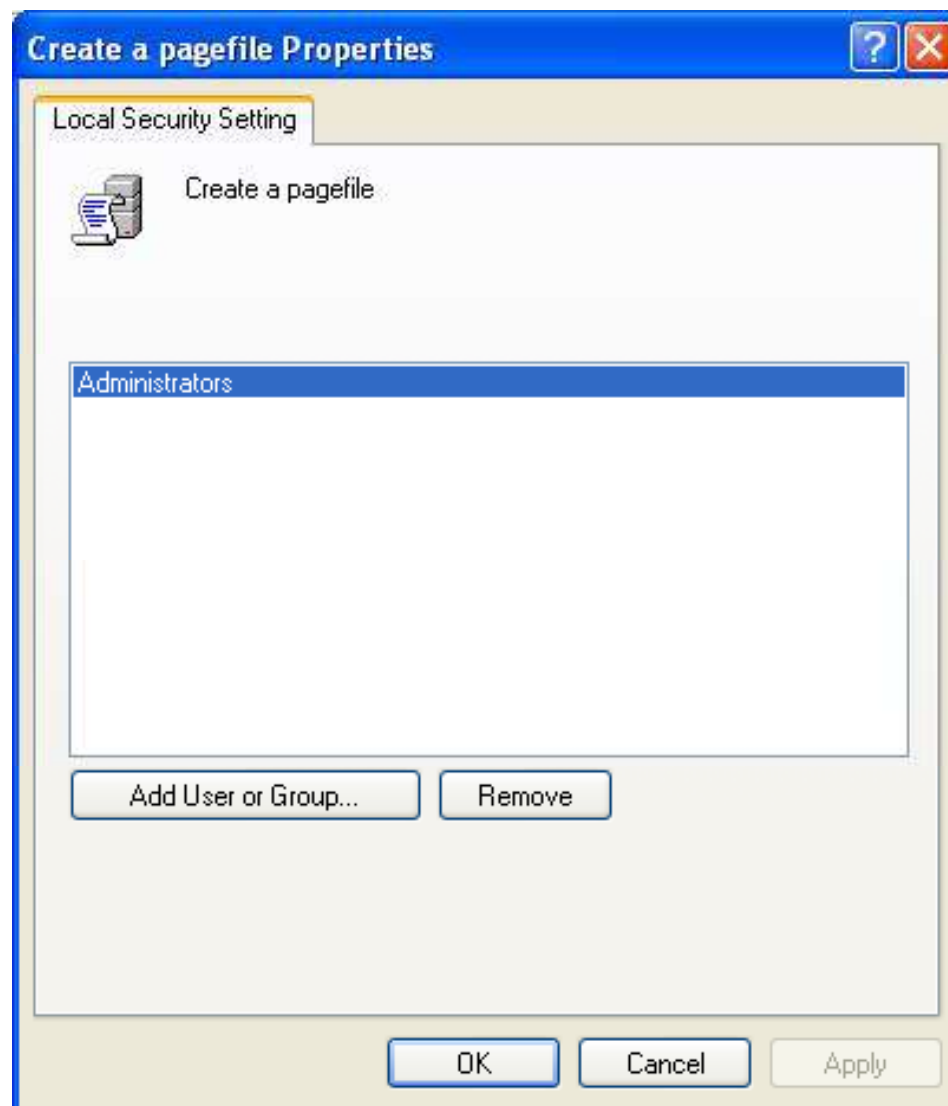 Create a pagefile Properties
Local Security Setting
Create a pagefile
Administrators
Add User or Group... Remove
OK Cancel Apply